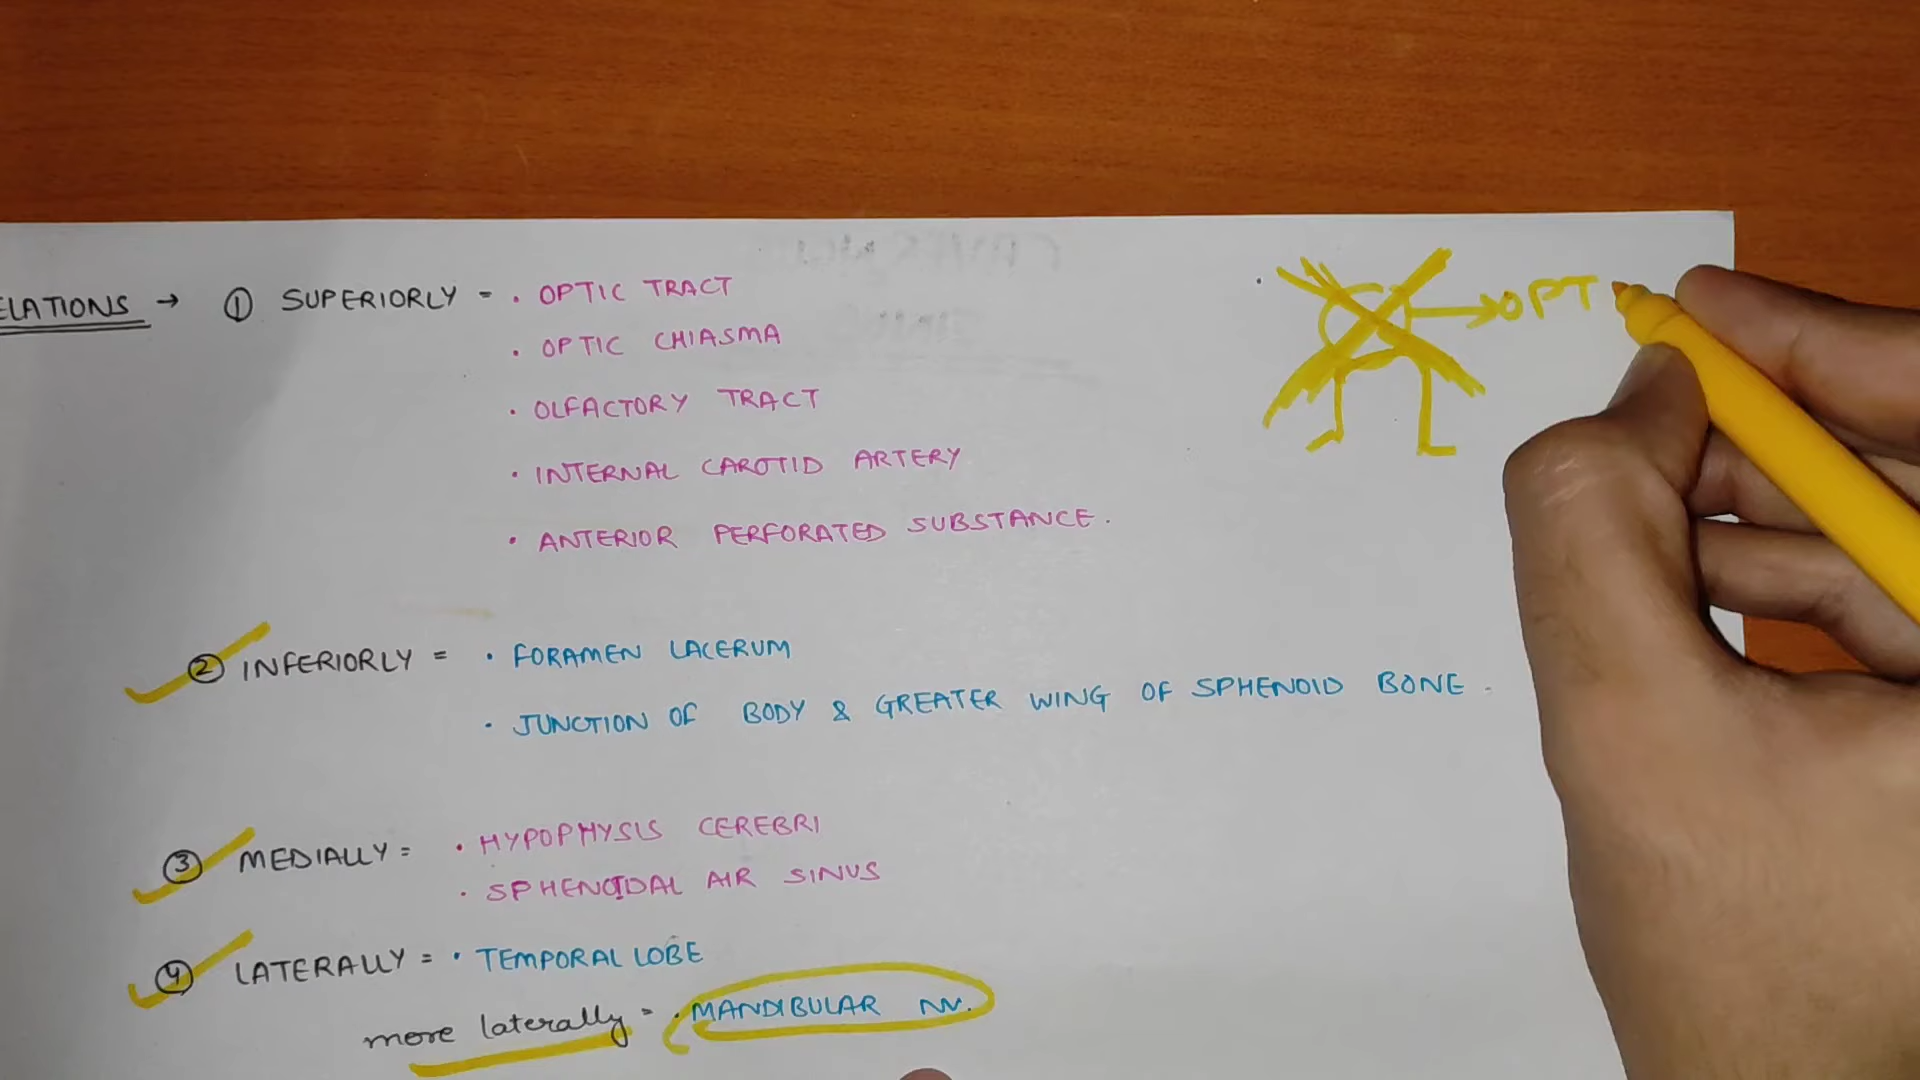 ELATIONS → ① SUPERIORLY = • OPTIC TRACT
• OPTIC CHIASMA
• OLFACTORY TRACT
• INTERNAL CAROTID ARTERY
• ANTERIOR PERFORATED SUBSTANCE.
OPT
② INFERIORLY = • FORAMEN LACERUM
• JUNCTION OF BODY & GREATER WING OF SPHENOID BONE.
③ MEDIALLY = • HYPOPHYSIS CEREBRI
• SPHENOIDAL AIR SINUS
④ LATERALLY = • TEMPORAL LOBE
more laterally = • MANDIBULAR NV.